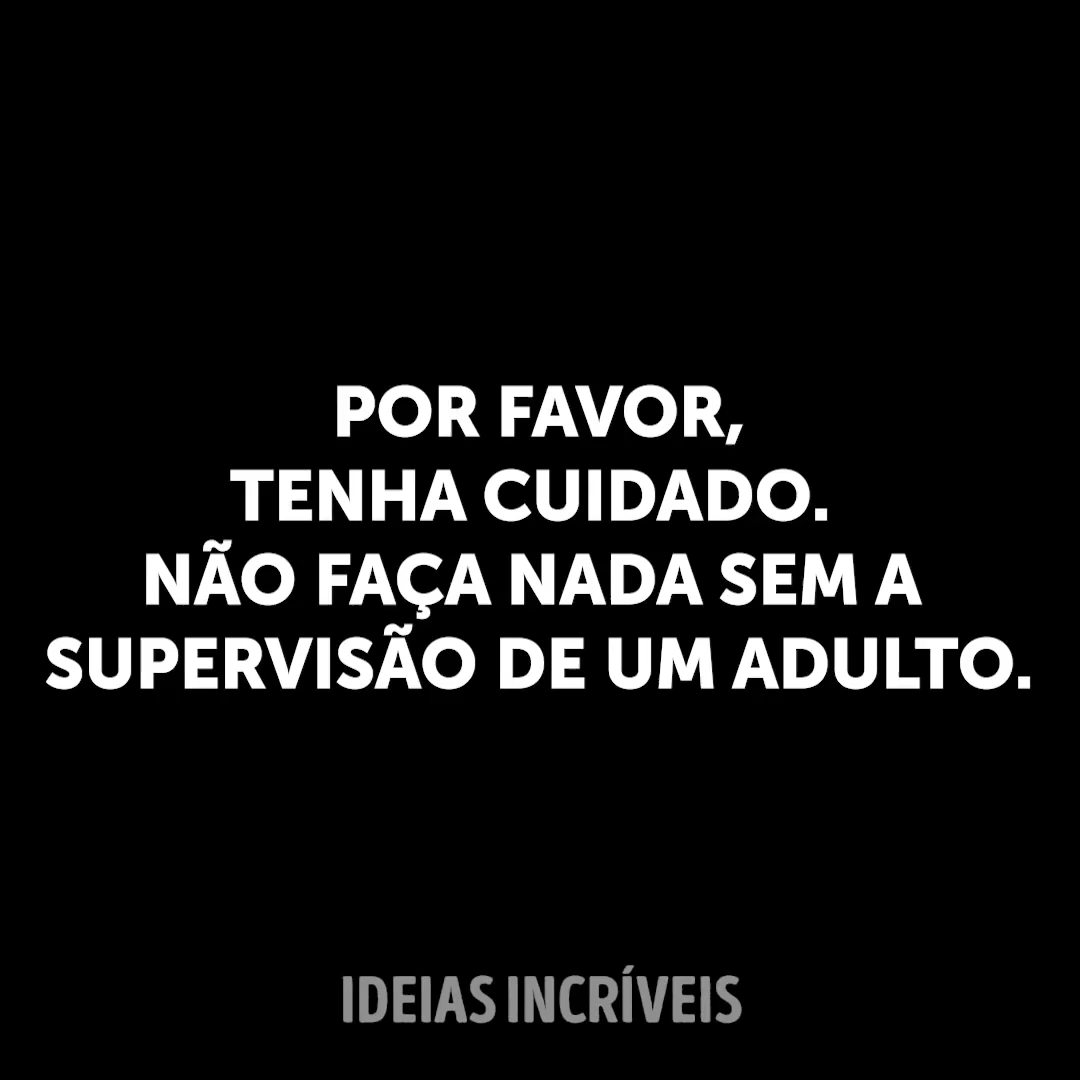 POR FAVOR,
TENHA CUIDADO.
NÃO FAÇA NADA SEM A
SUPERVISÃO DE UM ADULTO.
IDEIAS INCRÍVEIS